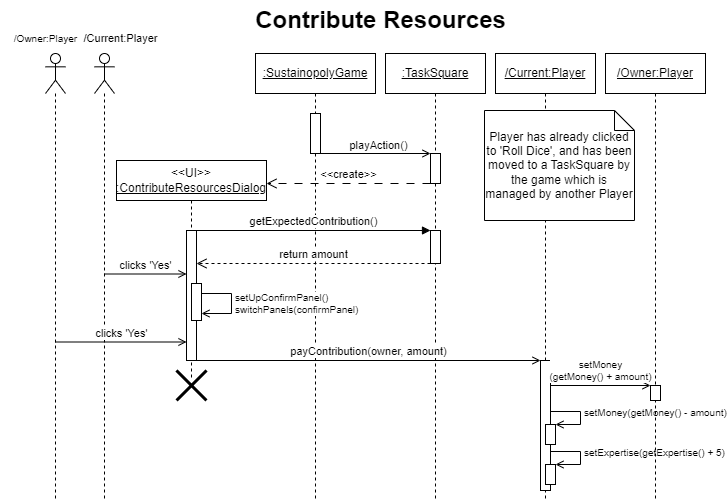 Contribute Resources
/Owner:Player
/Current:Player
:SustainopolyGame
:TaskSquare
/Current:Player
/Owner:Player
Player has already clicked
to 'Roll Dice', and has been
moved to a TaskSquare by
the game which is
managed by another Player
playAction()
<<create>>
<<UI>>
:ContributeResourcesDialog
getExpectedContribution()
return amount
clicks 'Yes'
setUpConfirmPanel()
switchPanels(confirmPanel)
clicks 'Yes'
payContribution(owner, amount)
setMoney
(getMoney() + amount)
setMoney(getMoney() - amount)
setExpertise(getExpertise() + 5)